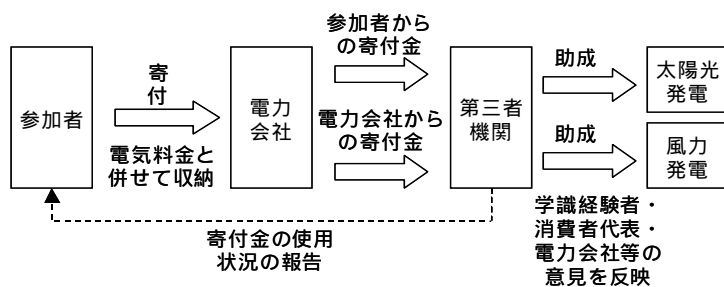 参加者
寄
付
電気料金と
併せて収納
電力
会社
参加者から
の寄付金
電力会社から
の寄付金
第三者
機関
助成
助成
太陽光
発電
風力
発電
学識経験者・
消費者代表・
電力会社等の
意見を反映
寄付金の使用
状況の報告